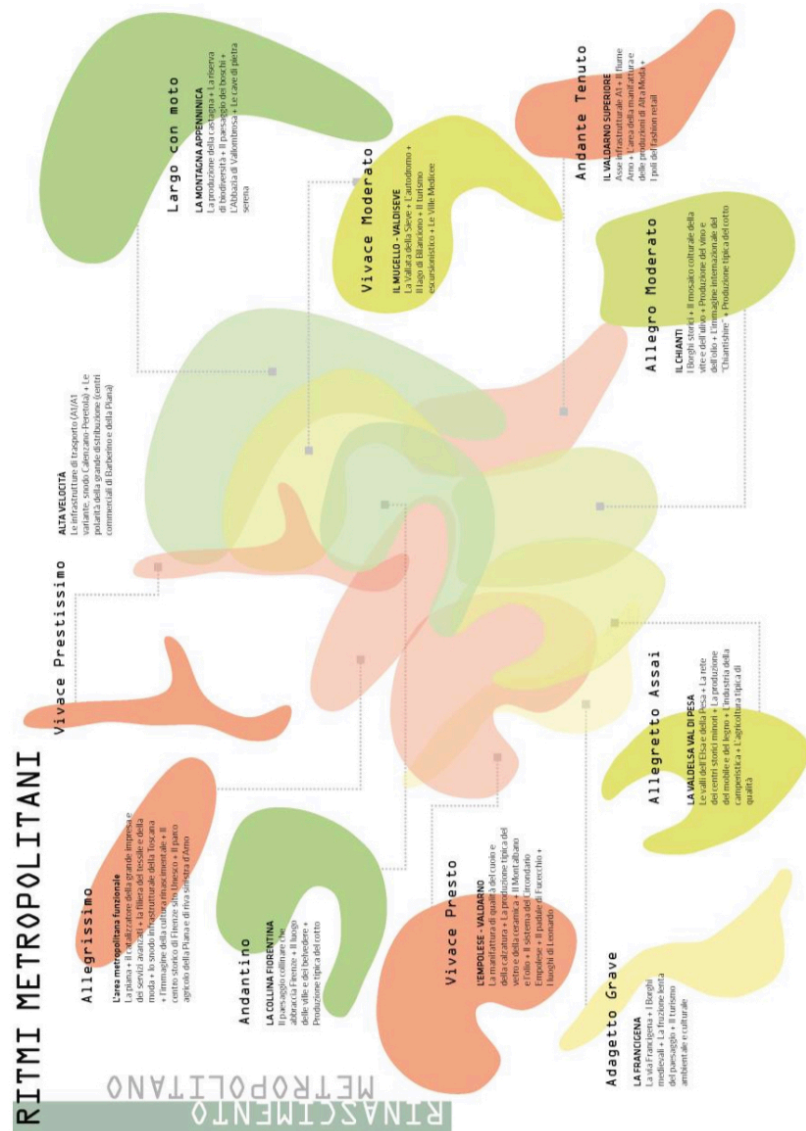 RITMI METROPOLITANI
Allegrissimo
L'area metropolitana funzionale
La piana + Il catalizzatore della grande impresa e
dei servizi avanzati + la filiera del tessile e della
moda + lo snodo infrastrutturale della Toscana
+ l'immagine della cultura rinascimentale + Il
centro storico di Firenze sito Unesco + Il parco
agricolo della Piana e di riva sinistra d'Arno
Vivace Prestissimo
ALTA VELOCITÀ
Le infrastrutture di trasporto (A1/A1
variante, snodo Calenzano-Peretola) + Le
polarità della grande distribuzione (centri
commerciali di Barberino e della Piana)
Largo con moto
LA MONTAGNA APPENNINICA
La produzione della castagna + La riserva
di biodiversità + Il paesaggio dei boschi +
L'Abbazia di Vallombrosa + Le cave di pietra
serena
Andantino
LA COLLINA FIORENTINA
Il paesaggio collinare che
abbraccia Firenze + Il luogo
delle ville e dei belvedere +
Produzione tipica del cotto
Vivace Moderato
IL MUGELLO - VALDISEVE
La Vallata della Sieve + L'autodromo +
Il lago di Bilancino + Il turismo
escursionistico + Le Ville Medicee
Vivace Presto
L'EMPOLESE - VALDARNO
La manifattura di qualità del cuoio e
della calzatura + La produzione tipica del
vetro e della ceramica + Il Montalbano
e l'olio + Il sistema del Circondario
Empolese + Il padule di Fucecchio +
I luoghi di Leonardo
Andante Tenuto
IL VALDARNO SUPERIORE
Asse infrastrutturale A1 + Il fiume
Arno + L'area della manifattura e
delle produzioni di Alta Moda +
I poli del fashion retail
Adagetto Grave
LA FRANCIGENA
La via Francigena + I Borghi
medievali + La fruzione lenta
del paesaggio + Il turismo
ambientale e culturale
Allegretto Assai
LA VALDELSA VAL DI PESA
Le valli dell'Elsa e della Pesa + La rete
dei centri storici minori + La produzione
del mobile e del legno + L'industria della
camperistica + L'agricoltura tipica di
qualità
Allegro Moderato
IL CHIANTI
I Borghi storici + Il mosaico colturale della
vite e dell'ulivo + Produzione del vino e
dell'olio + L'immagine internazionale del
"Chiantishire" + Produzione tipica del cotto
RINASCIMENTO
METROPOLITANO